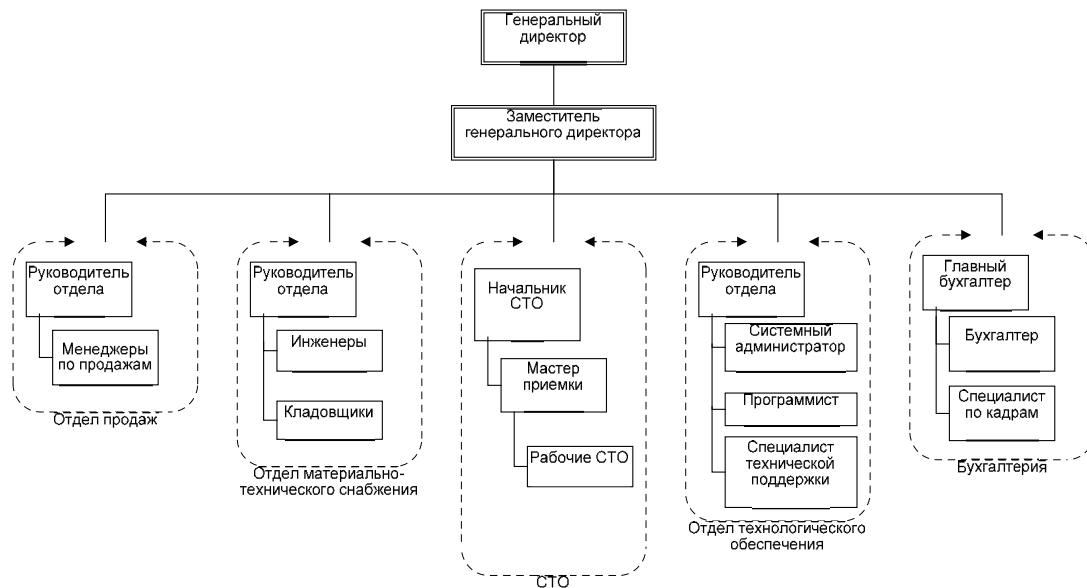 Генеральный
директор
Заместитель
генерального директора
Руководитель
отдела
Менеджеры
по продажам
Отдел продаж
Руководитель
отдела
Инженеры
Кладовщики
Отдел материально-
технического снабжения
Начальник
СТО
Мастер
приемки
Рабочие СТО
СТО
Руководитель
отдела
Системный
администратор
Программист
Специалист
технической
поддержки
Отдел технологического
обеспечения
Главный
бухгалтер
Бухгалтер
Специалист
по кадрам
Бухгалтерия